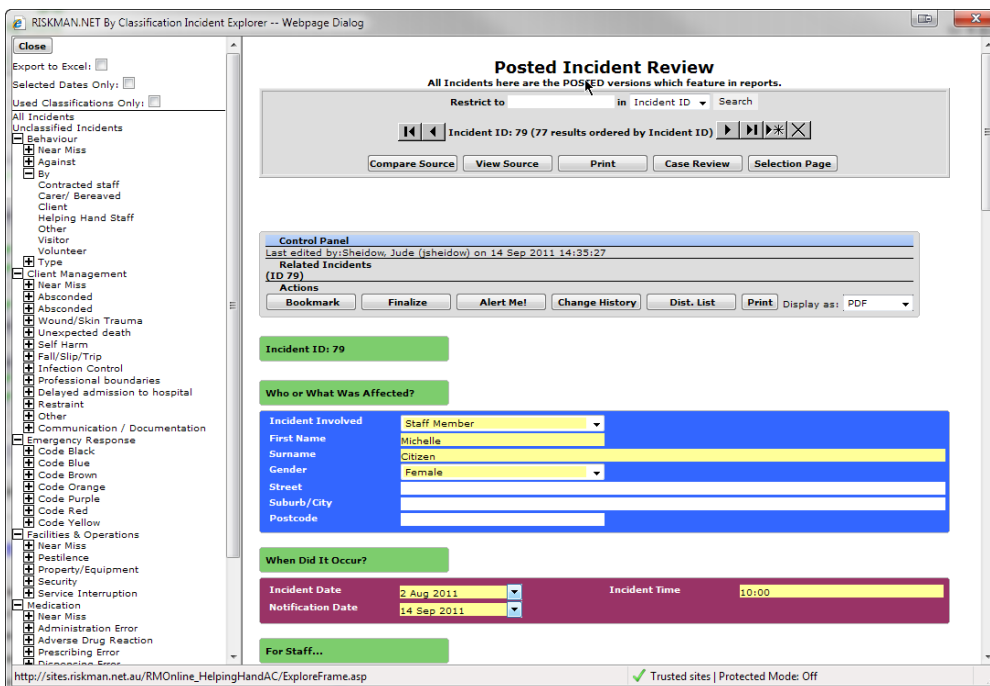 RISKMAN.NET By Classification Incident Explorer -- Webpage Dialog
Close
Export to Excel:
Selected Dates Only:
Used Classifications Only:
All Incidents
Unclassified Incidents
Behaviour
Near Miss
Against
By
Contracted staff
Carer/ Bereaved
Client
Helping Hand Staff
Other
Visitor
Volunteer
Type
Client Management
Near Miss
Absconded
Absconded
Wound/Skin Trauma
Unexpected death
Self Harm
Fall/Slip/Trip
Infection Control
Professional boundaries
Delayed admission to hospital
Restraint
Other
Communication / Documentation
Emergency Response
Code Black
Code Blue
Code Brown
Code Orange
Code Purple
Code Red
Code Yellow
Facilities & Operations
Near Miss
Pestilence
Property/Equipment
Security
Service Interruption
Medication
Near Miss
Administration Error
Adverse Drug Reaction
Prescribing Error
Dispensing Error
Posted Incident Review
All Incidents here are the POSTED versions which feature in reports.
Restrict to in Incident ID Search
Incident ID: 79 (77 results ordered by Incident ID)
Compare Source View Source Print Case Review Selection Page
Control Panel
Last edited by:Sheidow, Jude (jsheidow) on 14 Sep 2011 14:35:27
Related Incidents
(ID 79)
Actions
Bookmark Finalize Alert Me! Change History Dist. List Print Display as: PDF
Incident ID: 79
Who or What Was Affected?
Incident Involved Staff Member
First Name Michelle
Surname Citizen
Gender Female
Street
Suburb/City
Postcode
When Did It Occur?
Incident Date 2 Aug 2011 Incident Time 10:00
Notification Date 14 Sep 2011
For Staff...
http://sites.riskman.net.au/RMOnline_HelpingHandAC/ExploreFrame.asp
Trusted sites | Protected Mode: Off